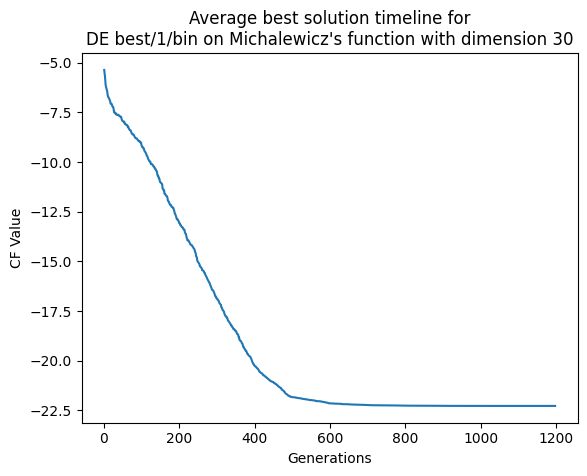 Average best solution timeline for
DE best/1/bin on Michalewicz's function with dimension 30
CF Value
−5.0
−7.5
−10.0
−12.5
−15.0
−17.5
−20.0
−22.5
0 200 400 600 800 1000 1200
Generations